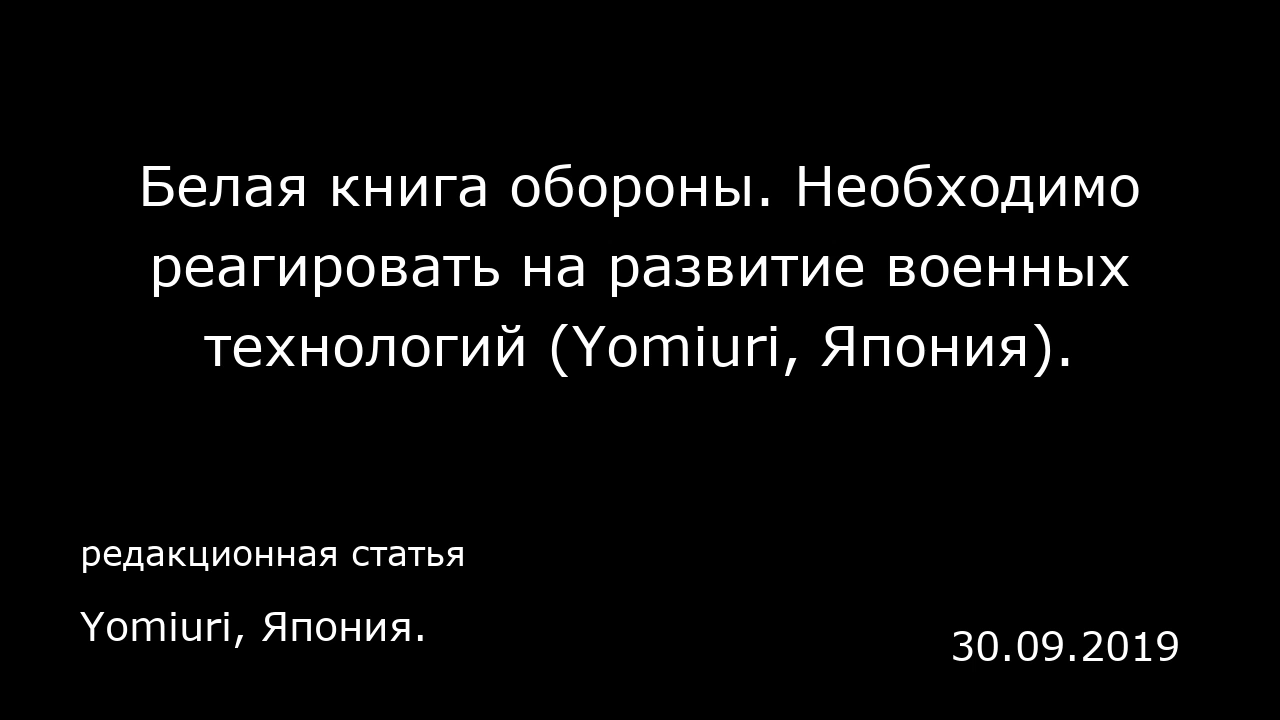 Белая книга обороны. Необходимо
реагировать на развитие военных
технологий (Yomiuri, Япония).
редакционная статья
Yomiuri, Япония.
30.09.2019